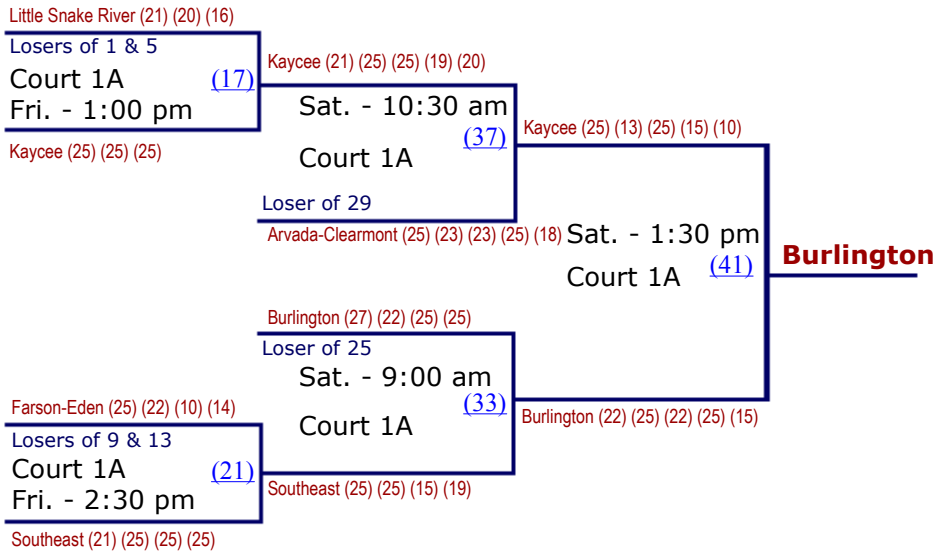 Little Snake River (21) (20) (16)
Losers of 1 & 5
Court 1A
(17)
Fri. - 1:00 pm
Kaycee (25) (25) (25)
Kaycee (21) (25) (25) (19) (20)
Sat. - 10:30 am
(37)
Court 1A
Loser of 29
Arvada-Clearmont (25) (23) (23) (25) (18)
Kaycee (25) (13) (25) (15) (10)
Sat. - 1:30 pm
(41)
Court 1A
Burlington
Burlington (27) (22) (25) (25)
Loser of 25
Sat. - 9:00 am
(33)
Court 1A
Burlington (22) (25) (22) (25) (15)
Farson-Eden (25) (22) (10) (14)
Losers of 9 & 13
Court 1A
(21)
Fri. - 2:30 pm
Southeast (25) (25) (15) (19)
Southeast (21) (25) (25) (25)